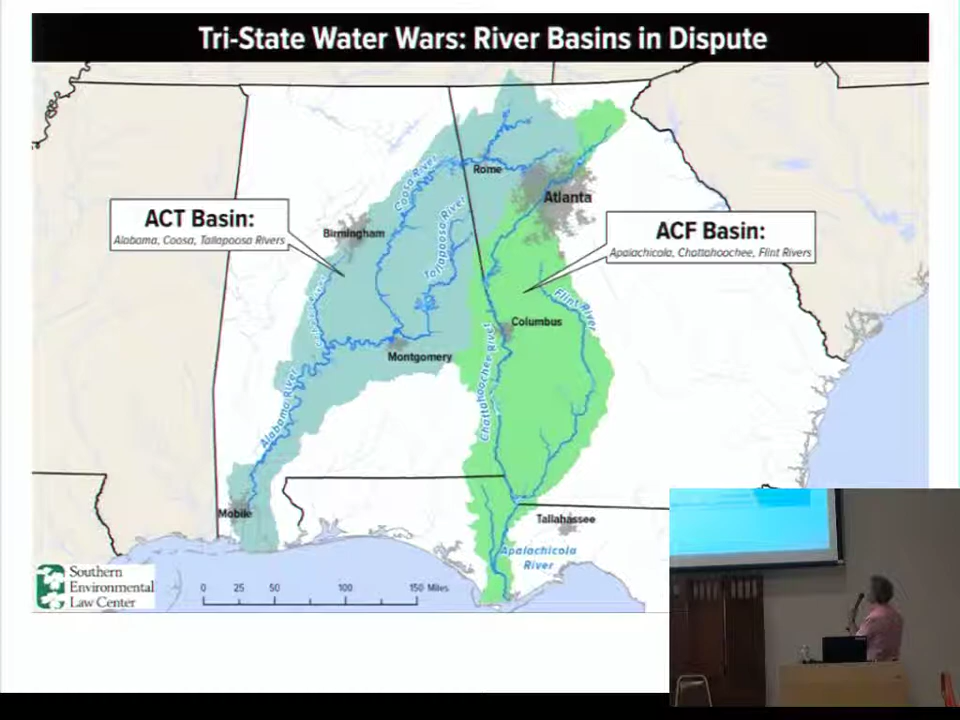 Tri-State Water Wars: River Basins in Dispute
Coosa River
Rome
Atlanta
ACT Basin:
Alabama, Coosa, Tallapoosa Rivers
Tallapoosa River
Birmingham
ACF Basin:
Apalachicola, Chattahoochee, Flint Rivers
Flint River
Columbus
Chattahoochee River
Montgomery
Alabama River
Mobile
Tallahassee
Apalachicola
River
Southern
Environmental
Law Center
0 25 50 100 150 Miles